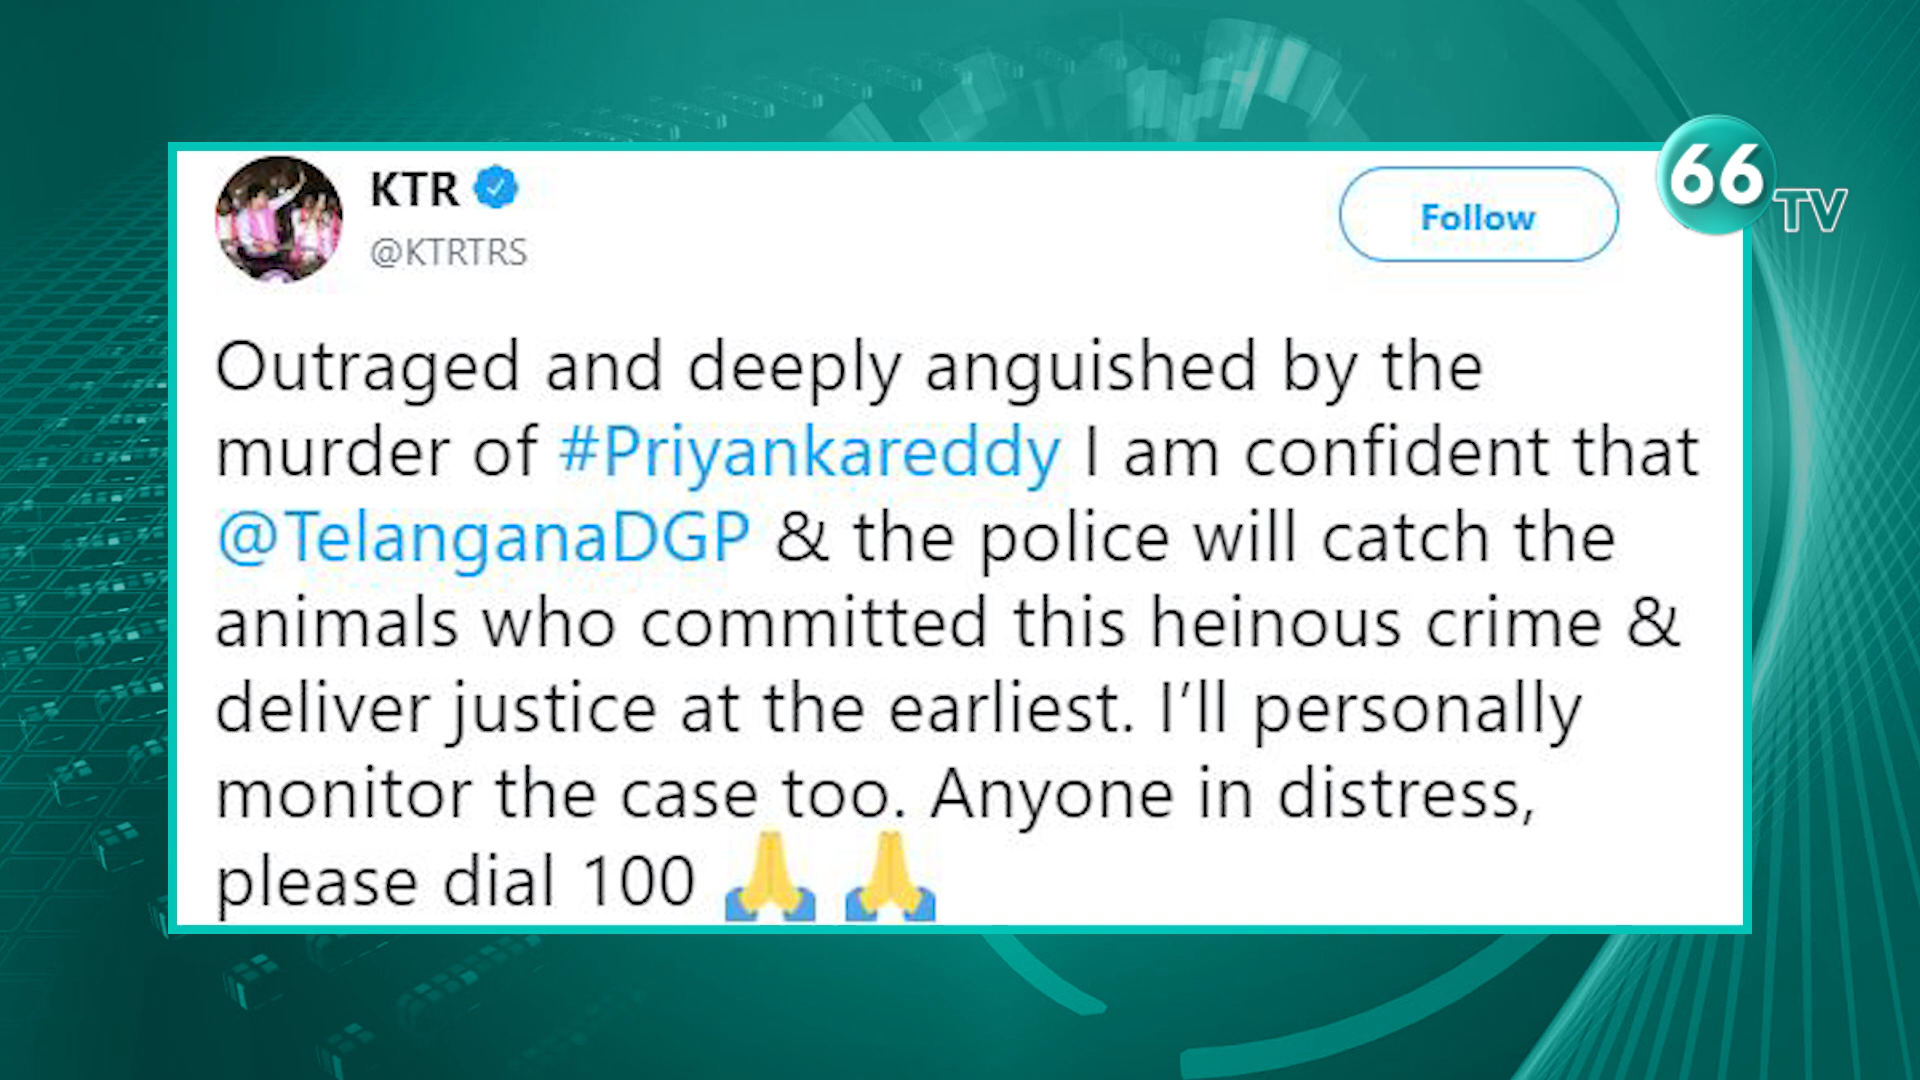 KTR
@KTRTRS
Follow
66
TV
Outraged and deeply anguished by the
murder of #Priyankareddy I am confident that
@TelanganaDGP & the police will catch the
animals who committed this heinous crime &
deliver justice at the earliest. I’ll personally
monitor the case too. Anyone in distress,
please dial 100 🙏 🙏